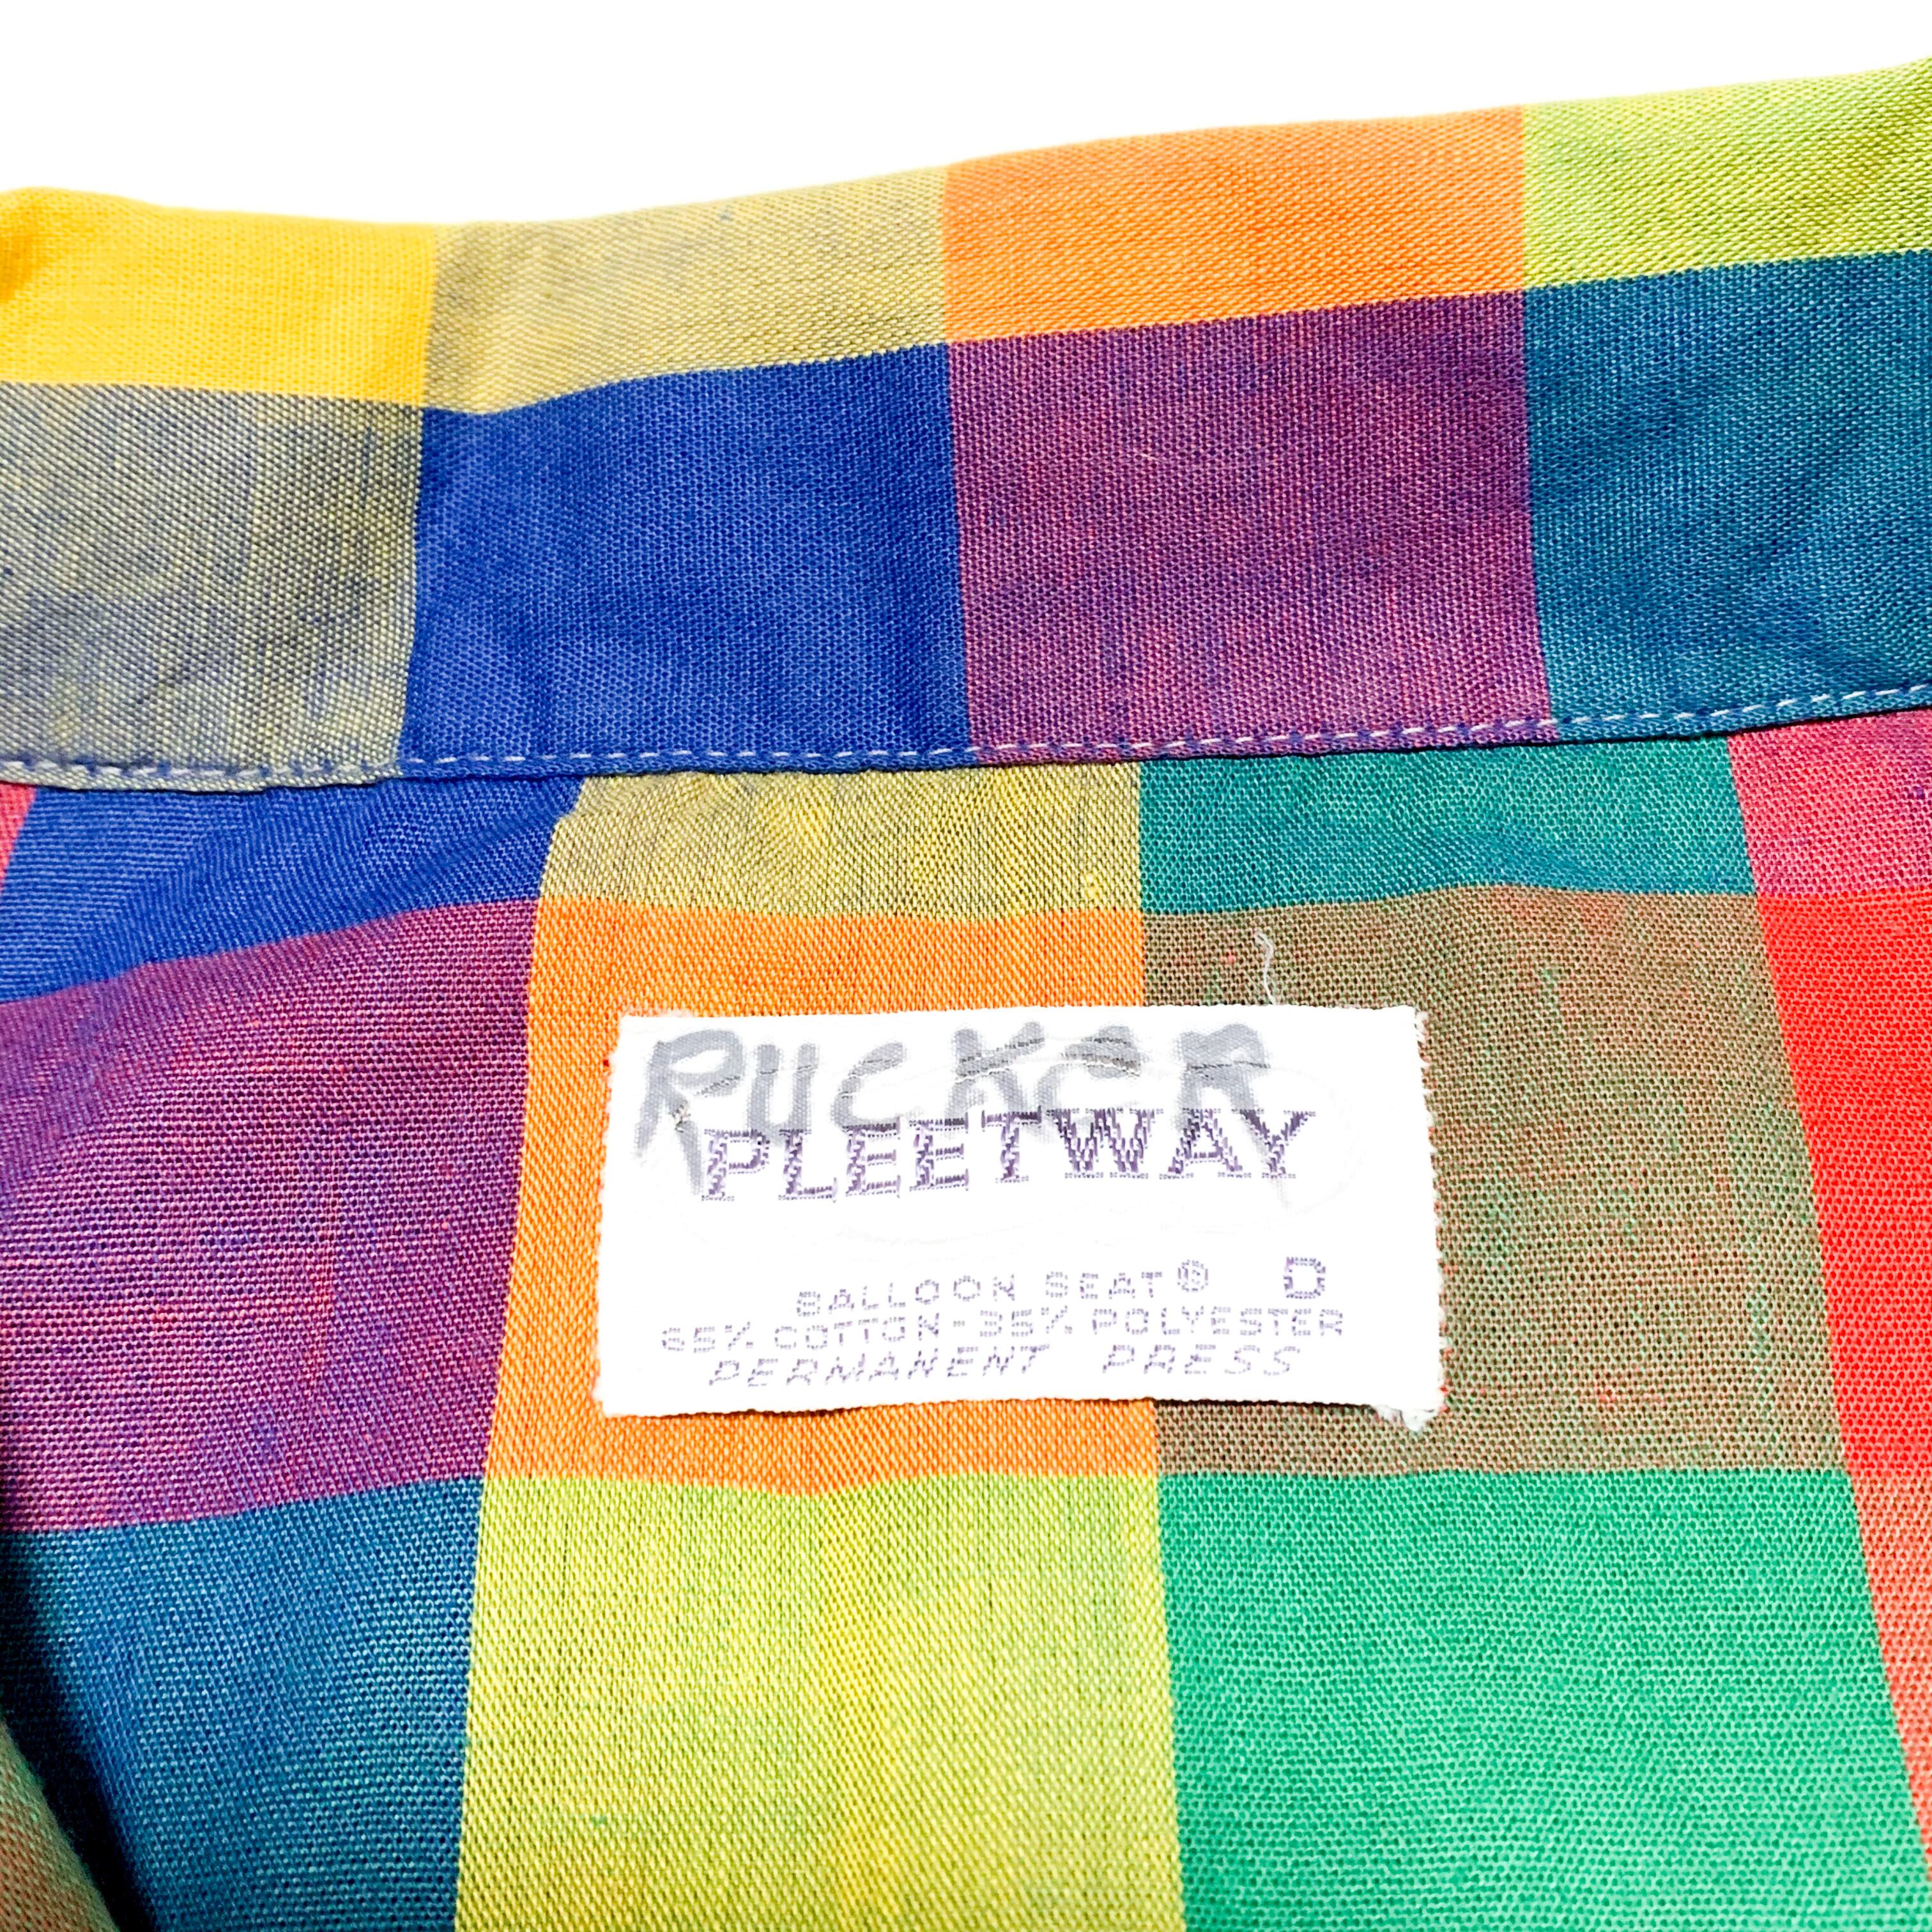 RUCKER
PLEETWAY
BALLOON SEAT® D
65% COTTON-35% POLYESTER
PERMANENT PRESS